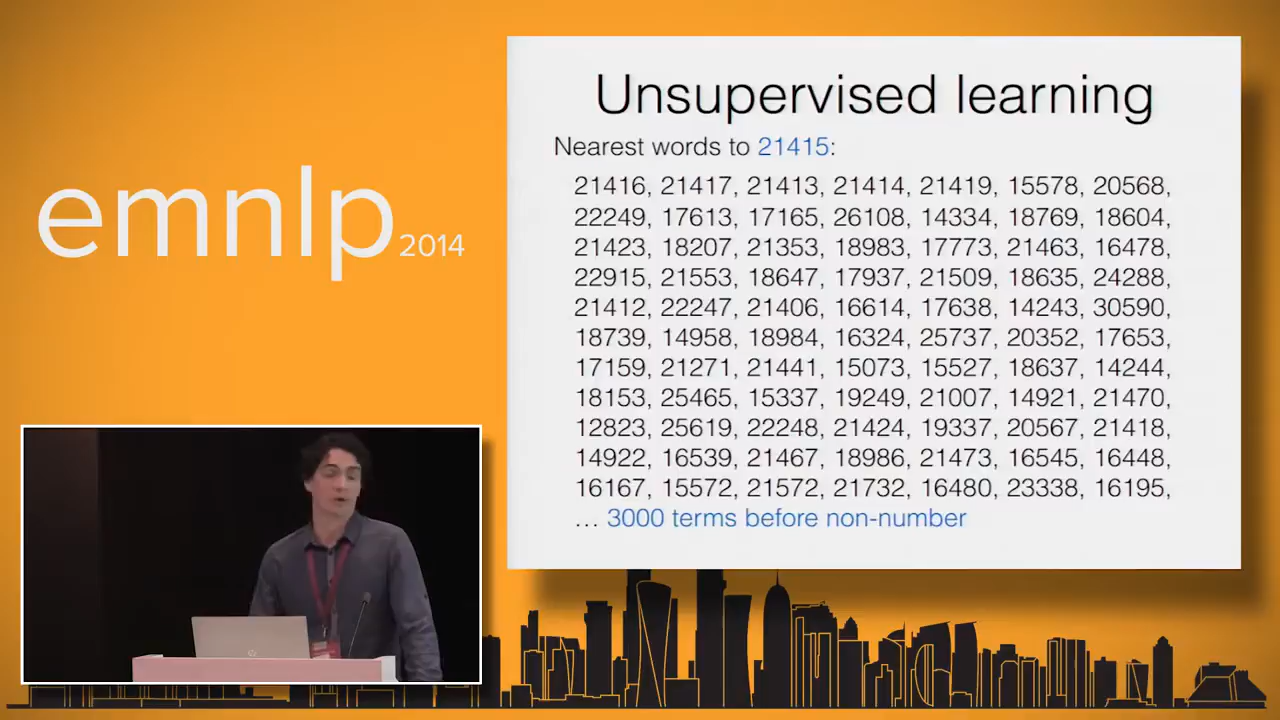 emnlp 2014
Unsupervised learning
Nearest words to 21415:
21416, 21417, 21413, 21414, 21419, 15578, 20568,
22249, 17613, 17165, 26108, 14334, 18769, 18604,
21423, 18207, 21353, 18983, 17773, 21463, 16478,
22915, 21553, 18647, 17937, 21509, 18635, 24288,
21412, 22247, 21406, 16614, 17638, 14243, 30590,
18739, 14958, 18984, 16324, 25737, 20352, 17653,
17159, 21271, 21441, 15073, 15527, 18637, 14244,
18153, 25465, 15337, 19249, 21007, 14921, 21470,
12823, 25619, 22248, 21424, 19337, 20567, 21418,
14922, 16539, 21467, 18986, 21473, 16545, 16448,
16167, 15572, 21572, 21732, 16480, 23338, 16195,
… 3000 terms before non-number